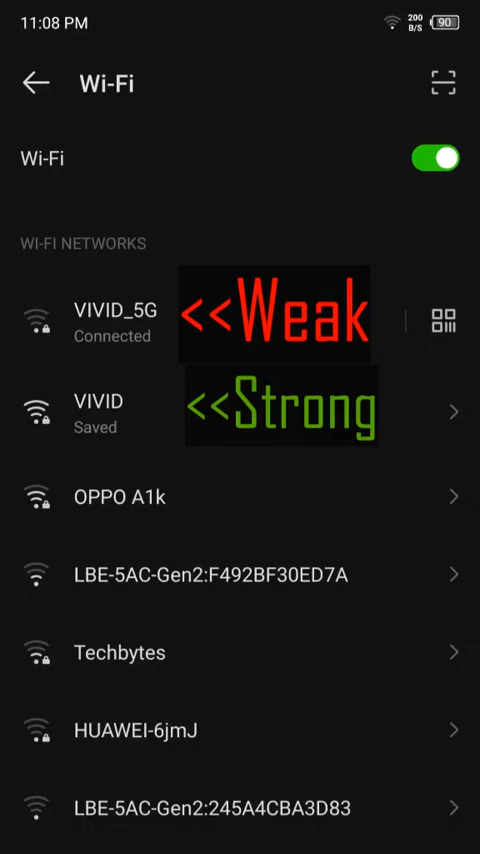 11:08 PM
200
B/S
90
Wi-Fi
Wi-Fi
WI-FI NETWORKS
VIVID_5G
Connected
<<Weak
VIVID
Saved
<<Strong
OPPO A1k
LBE-5AC-Gen2:F492BF30ED7A
Techbytes
HUAWEI-6jmJ
LBE-5AC-Gen2:245A4CBA3D83